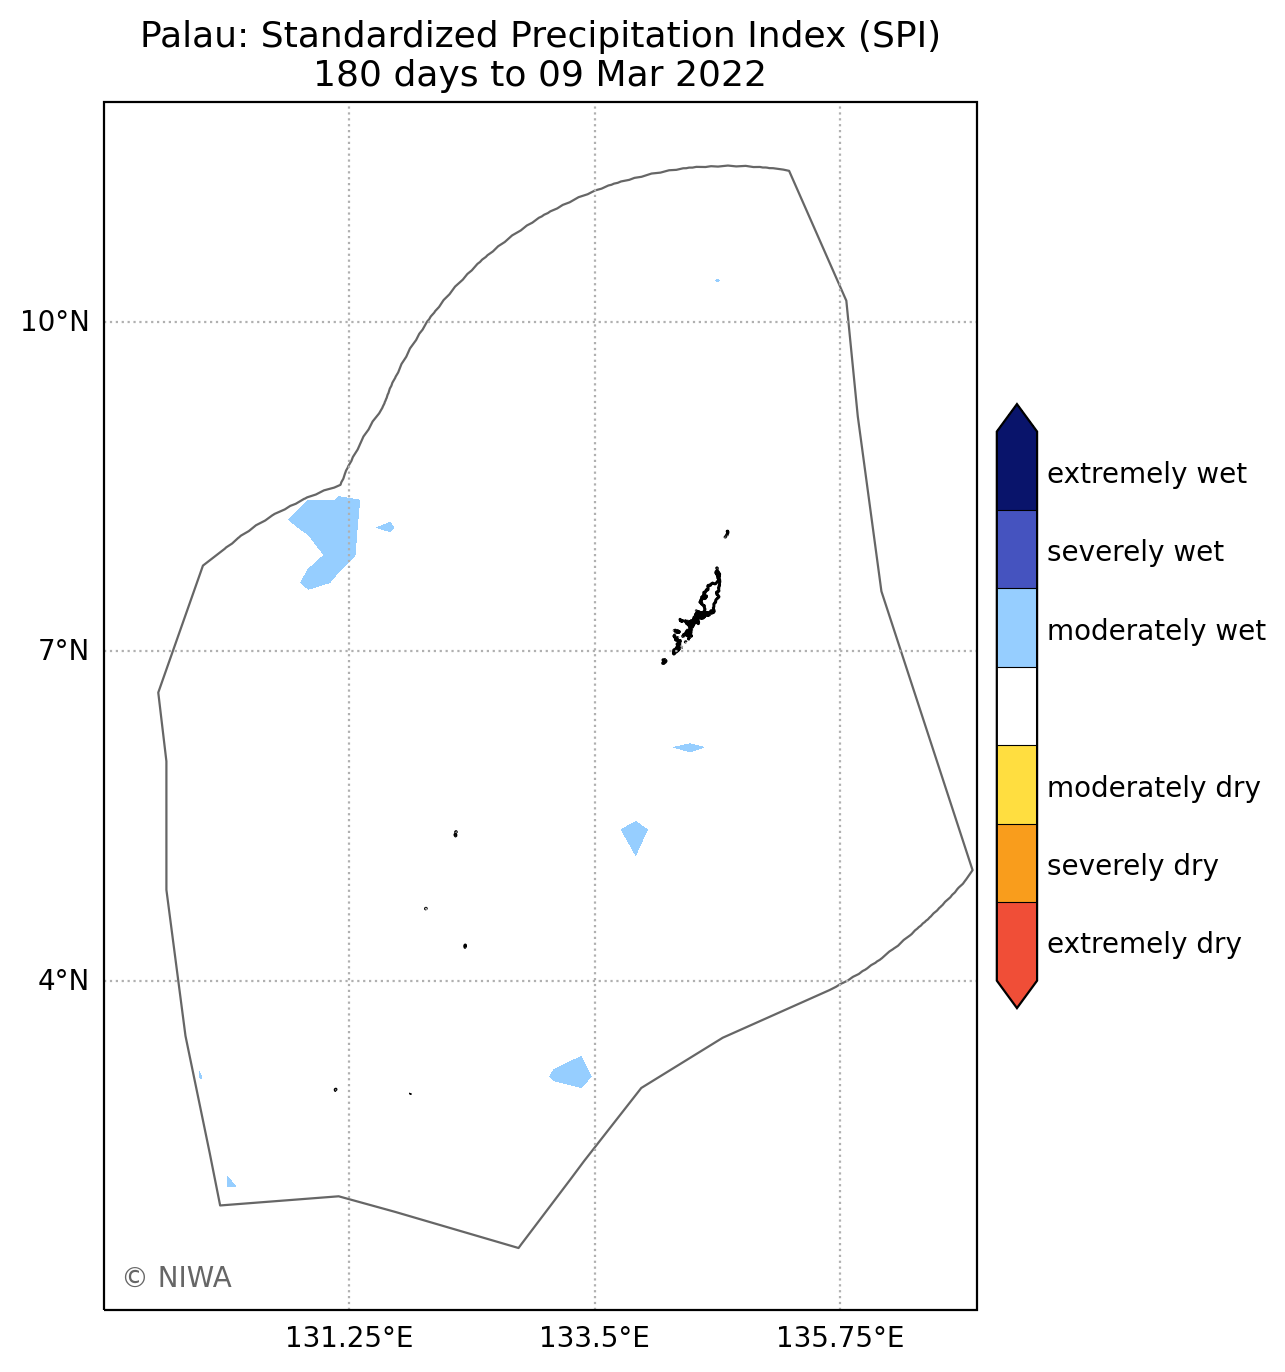 Palau: Standardized Precipitation Index (SPI)
180 days to 09 Mar 2022
10°N
7°N
4°N
131.25°E
133.5°E
135.75°E
extremely wet
severely wet
moderately wet
moderately dry
severely dry
extremely dry
© NIWA